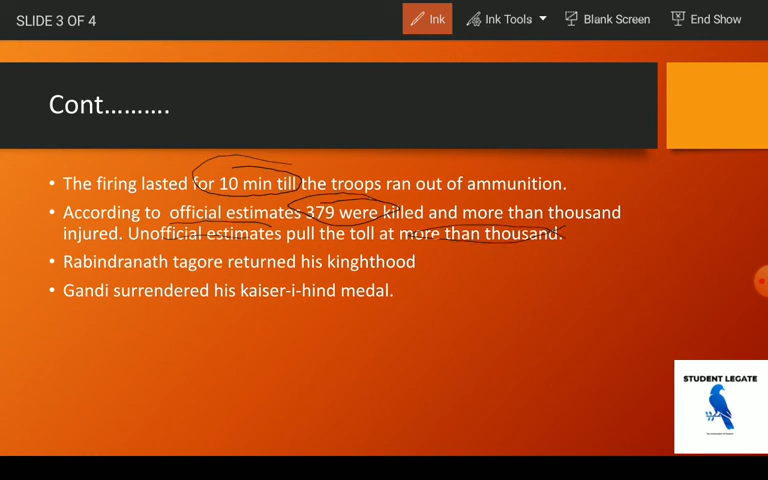 SLIDE 3 OF 4
Ink
Ink Tools
Blank Screen
End Show
Cont……….
• The firing lasted for 10 min till the troops ran out of ammunition.
• According to official estimates 379 were killed and more than thousand
injured. Unofficial estimates pull the toll at more than thousand.
• Rabindranath tagore returned his kinghthood
• Gandi surrendered his kaiser-i-hind medal.
STUDENT LEGATE